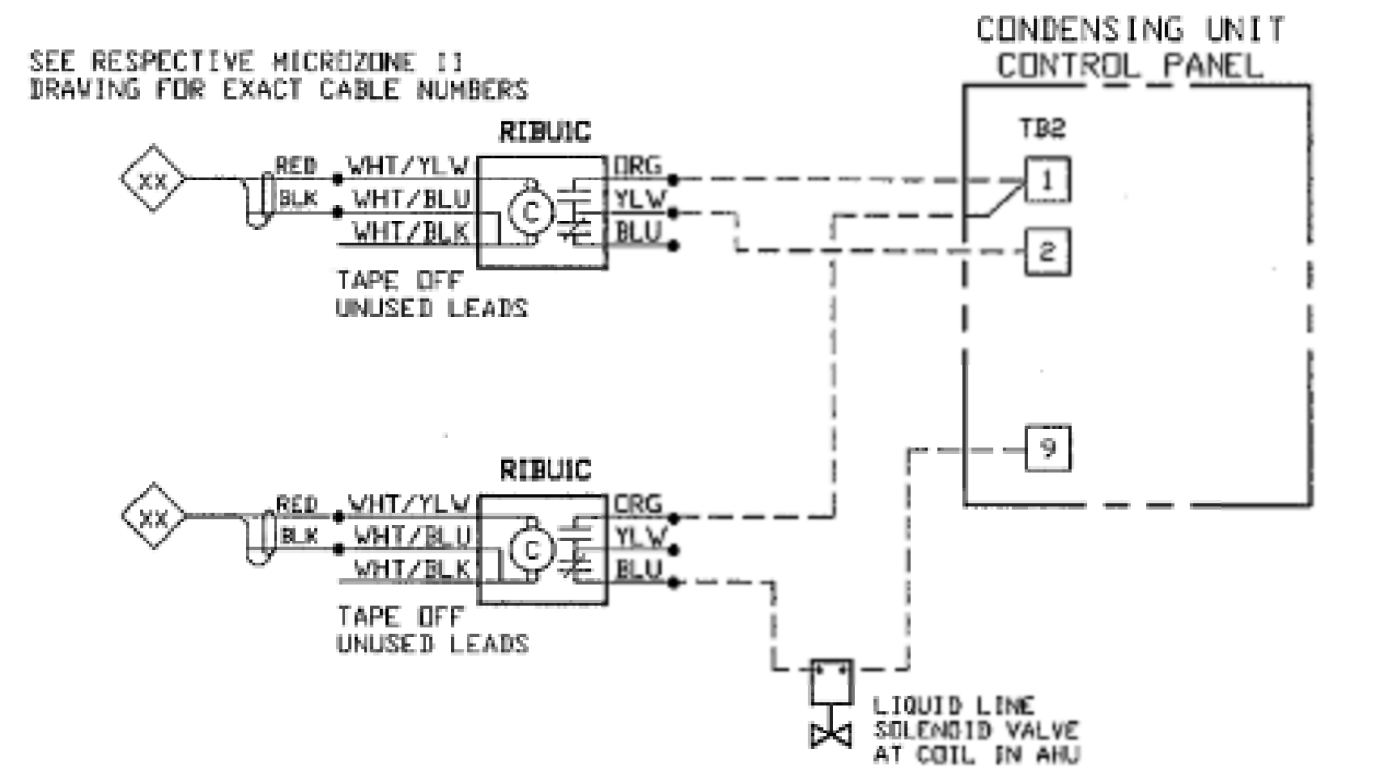 CONDENSING UNIT
CONTROL PANEL
SEE RESPECTIVE MICROZONE II
DRAWING FOR EXACT CABLE NUMBERS
TB2
RIBU1C
XX
RED
WHT/YLW
ORG
1
BLK
WHT/BLU
C
YLW
WHT/BLK
BLU
2
TAPE OFF
UNUSED LEADS
9
RIBU1C
XX
RED
WHT/YLW
ORG
BLK
WHT/BLU
C
YLW
WHT/BLK
BLU
TAPE OFF
UNUSED LEADS
LIQUID LINE
SOLENOID VALVE
AT COIL IN AHU